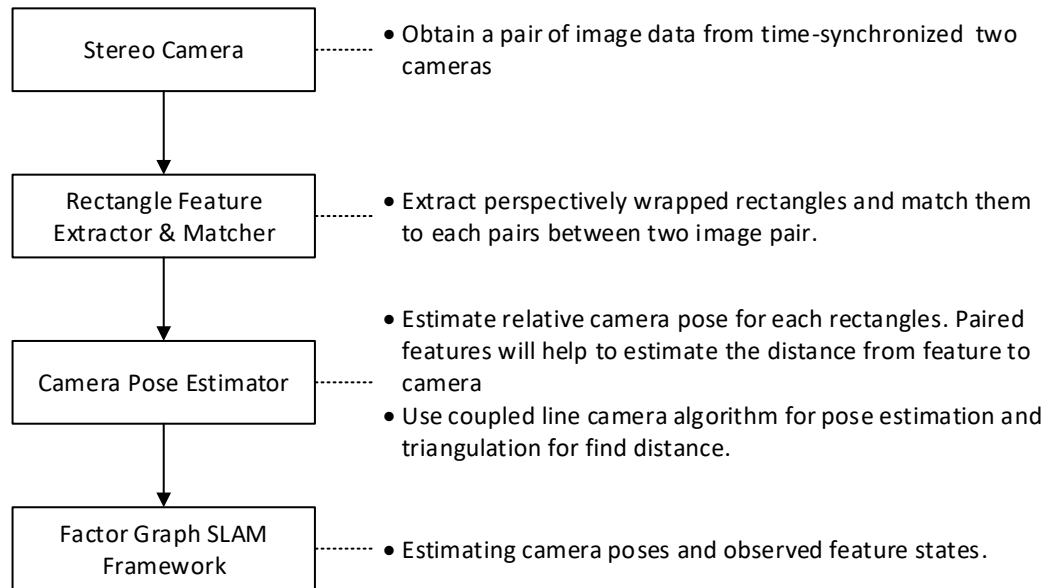 Stereo Camera
• Obtain a pair of image data from time-synchronized two
cameras
Rectangle Feature
Extractor & Matcher
• Extract perspectively wrapped rectangles and match them
to each pairs between two image pair.
Camera Pose Estimator
• Estimate relative camera pose for each rectangles. Paired
features will help to estimate the distance from feature to
camera
• Use coupled line camera algorithm for pose estimation and
triangulation for find distance.
Factor Graph SLAM
Framework
• Estimating camera poses and observed feature states.